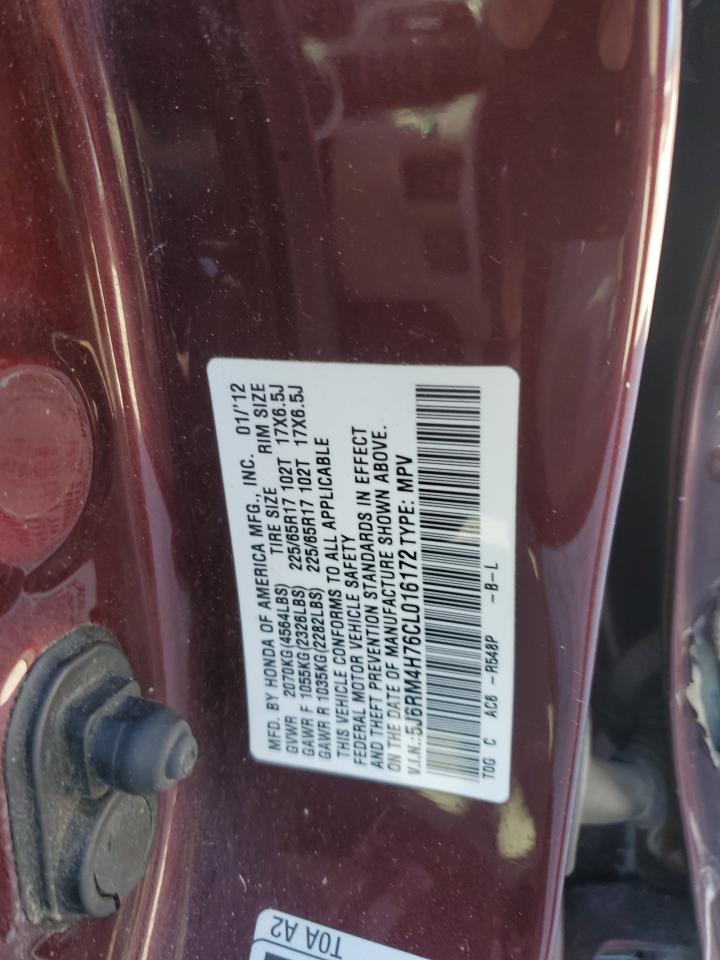 MFD. BY HONDA OF AMERICA MFG., INC. 01/'12
TIRE SIZE RIM SIZE
GVWR 2070KG(4564LBS)
GAWR F 1055KG(2326LBS) 225/65R17 102T 17X6.5J
GAWR R 1035KG(2282LBS) 225/65R17 102T 17X6.5J
THIS VEHICLE CONFORMS TO ALL APPLICABLE
FEDERAL MOTOR VEHICLE SAFETY
AND THEFT PREVENTION STANDARDS IN EFFECT
ON THE DATE OF MANUFACTURE SHOWN ABOVE.
V.I.N.:5J6RM4H76CL016172 TYPE: MPV
TOG C AC6 -R548P -B-L
TOA A2